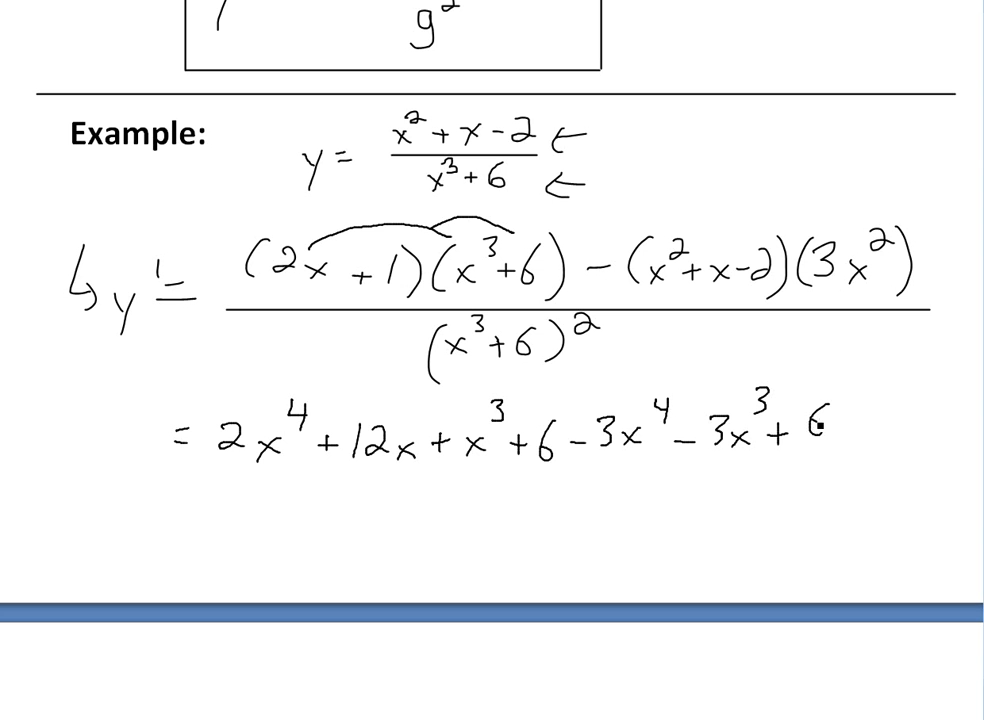 g²
Example:
y = (x² + x - 2)/(x³ + 6) ← ←
↳ y' = ((2x + 1)(x³+6) - (x²+x-2)(3x²))/(x³+6)²
= 2x⁴ + 12x + x³ + 6 - 3x⁴ - 3x³ + 6